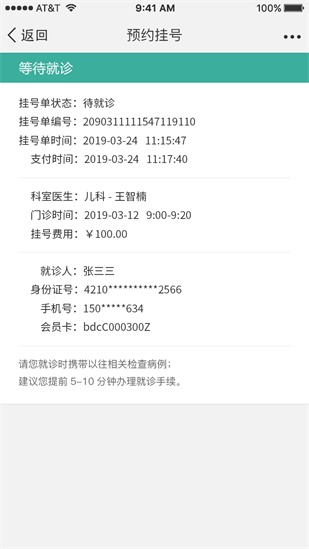 AT&T 9:41 AM 100%
返回 预约挂号
等待就诊
挂号单状态：待就诊
挂号单编号：2090311111547119110
挂号单时间：2019-03-24 11:15:47
支付时间：2019-03-24 11:17:40
科室医生：儿科 - 王智楠
门诊时间：2019-03-12 9:00-9:20
挂号费用：￥100.00
就诊人：张三三
身份证号：4210**********2566
手机号：150*****634
会员卡：bdcC000300Z
请您就诊时携带以往相关检查病例；
建议您提前 5-10 分钟办理就诊手续。